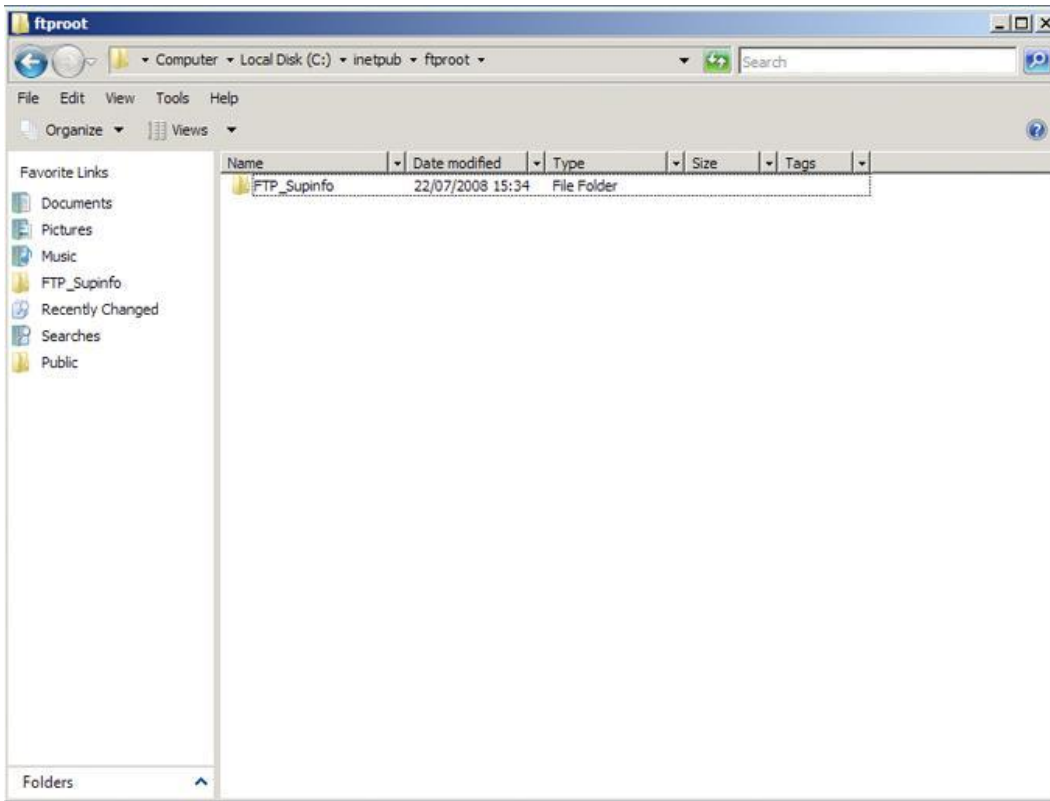 ftproot
Computer Local Disk (C:) inetpub ftproot Search
File Edit View Tools Help
Organize Views
Favorite Links
Documents
Pictures
Music
FTP_Supinfo
Recently Changed
Searches
Public
Folders
Name Date modified Type Size Tags
FTP_Supinfo 22/07/2008 15:34 File Folder